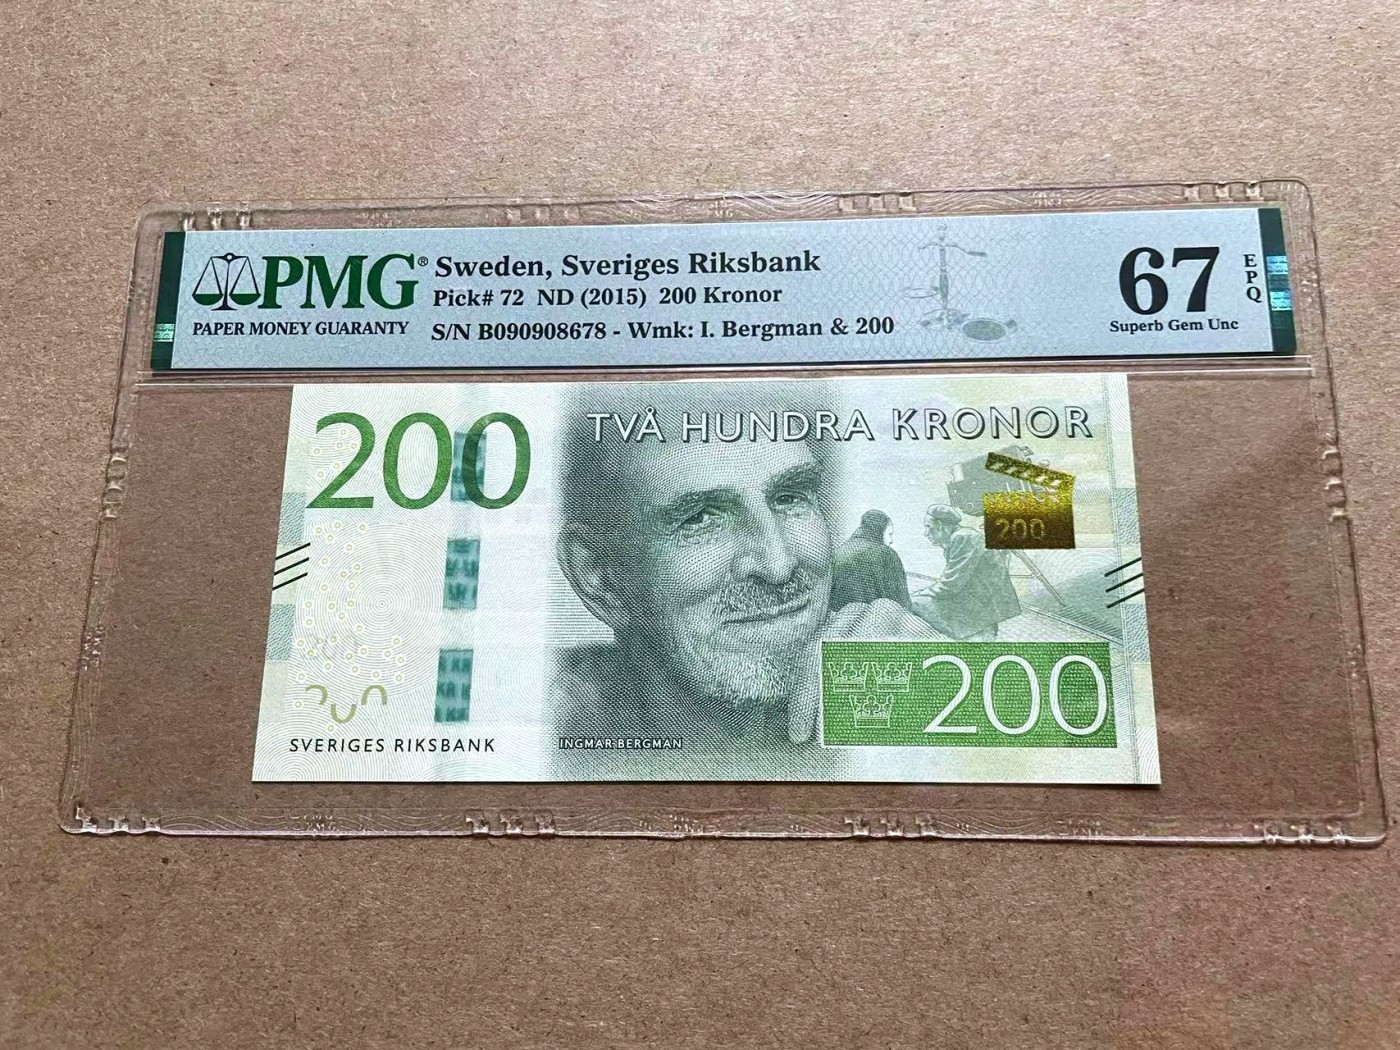 PMG®
PAPER MONEY GUARANTY
Sweden, Sveriges Riksbank
Pick# 72 ND (2015) 200 Kronor
S/N B090908678 - Wmk: I. Bergman & 200
67
EPQ
Superb Gem Unc
200
TVÅ HUNDRA KRONOR
200
200
SVERIGES RIKSBANK
INGMAR BERGMAN